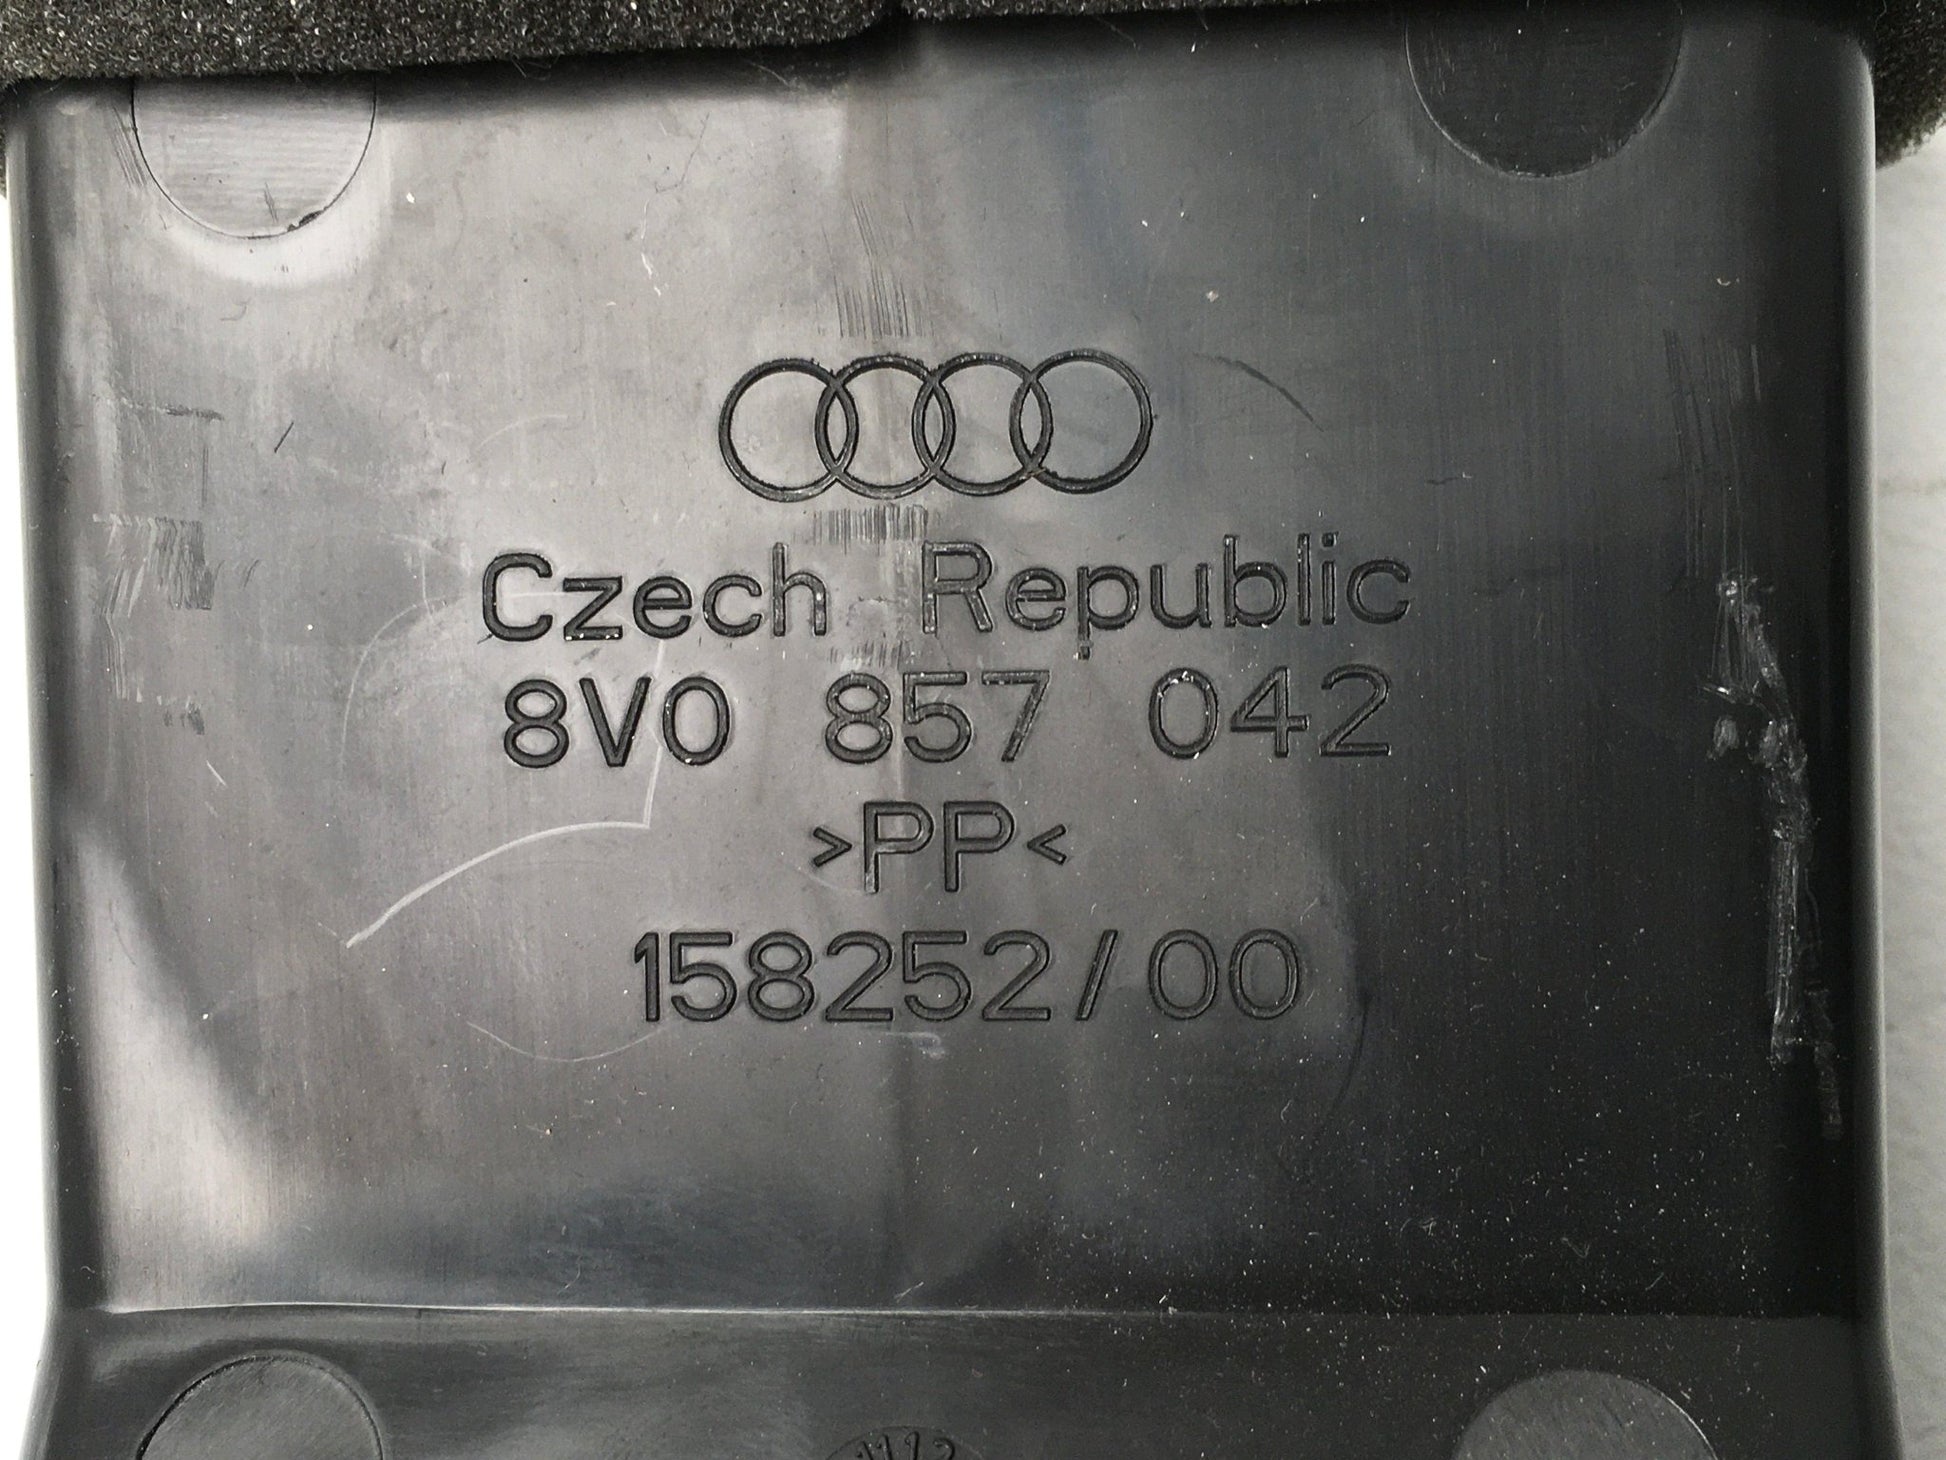 Czech Republic
8V0 857 042
>PP<
158252/00